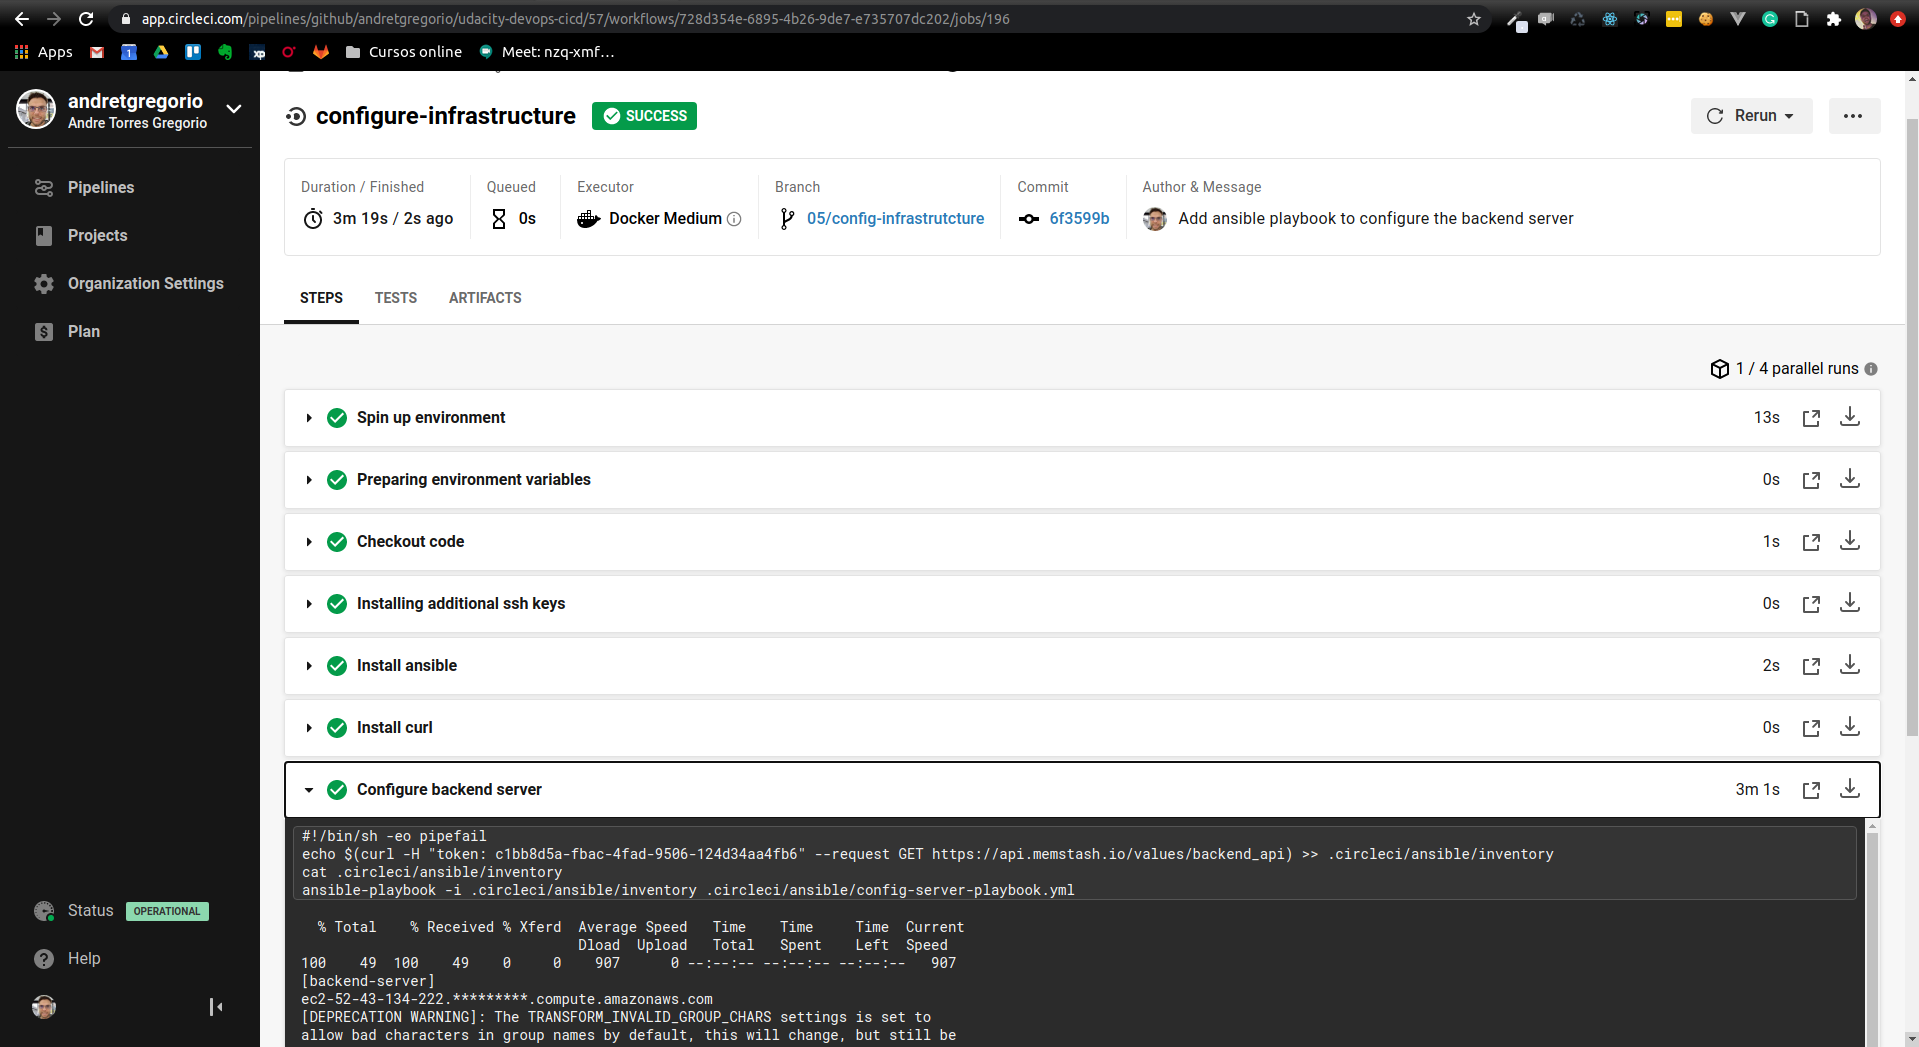 app.circleci.com/pipelines/github/andretgregorio/udacity-devops-cicd/57/workflows/728d354e-6895-4b26-9de7-e735707dc202/jobs/196
Apps
Cursos online
Meet: nzq-xmf…
andretgregorio
Andre Torres Gregorio
Pipelines
Projects
Organization Settings
Plan
Status OPERATIONAL
Help
configure-infrastructure SUCCESS
Rerun
Duration / Finished
3m 19s / 2s ago
Queued
0s
Executor
Docker Medium
Branch
05/config-infrastrutcture
Commit
6f3599b
Author & Message
Add ansible playbook to configure the backend server
STEPS TESTS ARTIFACTS
1 / 4 parallel runs
Spin up environment 13s
Preparing environment variables 0s
Checkout code 1s
Installing additional ssh keys 0s
Install ansible 2s
Install curl 0s
Configure backend server 3m 1s
#!/bin/sh -eo pipefail
echo $(curl -H "token: c1bb8d5a-fbac-4fad-9506-124d34aa4fb6" --request GET https://api.memstash.io/values/backend_api) >> .circleci/ansible/inventory
cat .circleci/ansible/inventory
ansible-playbook -i .circleci/ansible/inventory .circleci/ansible/config-server-playbook.yml
% Total % Received % Xferd Average Speed Time Time Time Current
Dload Upload Total Spent Left Speed
100 49 100 49 0 0 907 0 --:--:-- --:--:-- --:--:-- 907
[backend-server]
ec2-52-43-134-222.*********.compute.amazonaws.com
[DEPRECATION WARNING]: The TRANSFORM_INVALID_GROUP_CHARS settings is set to
allow bad characters in group names by default, this will change, but still be